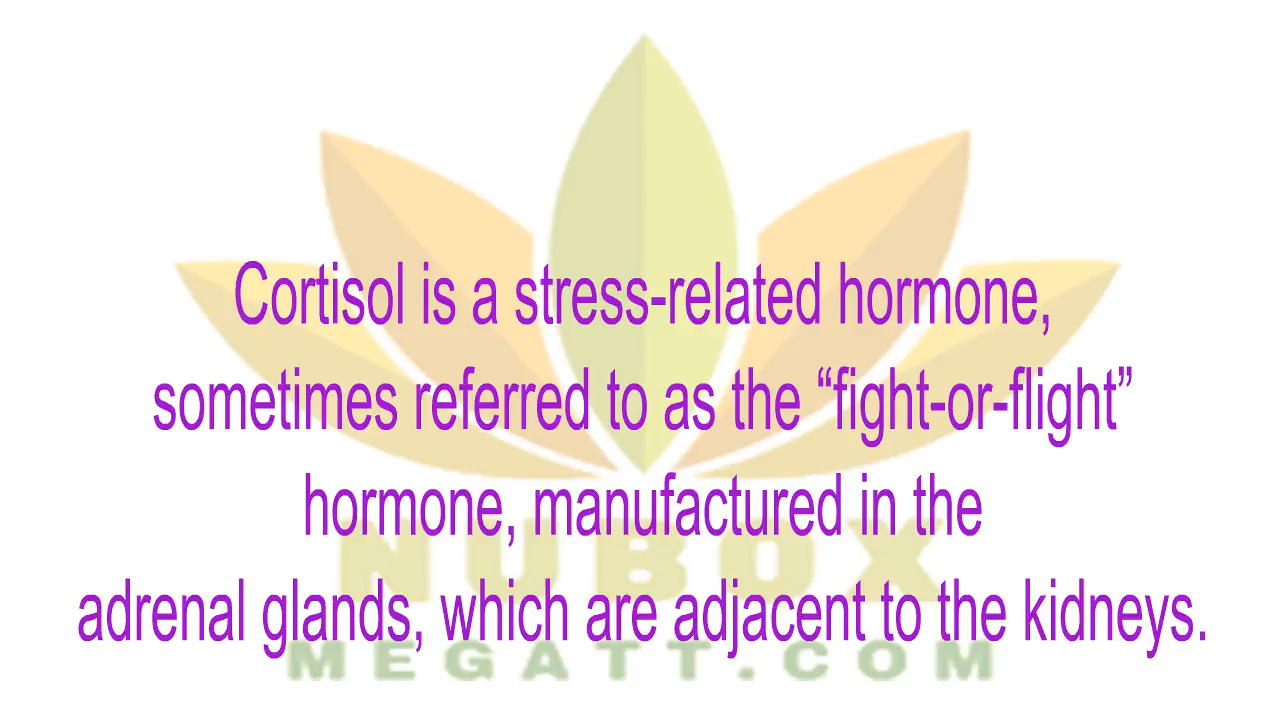 Cortisol is a stress-related hormone,
sometimes referred to as the “fight-or-flight”
hormone, manufactured in the
NUBOX
adrenal glands, which are adjacent to the kidneys.
MEGATT.COM